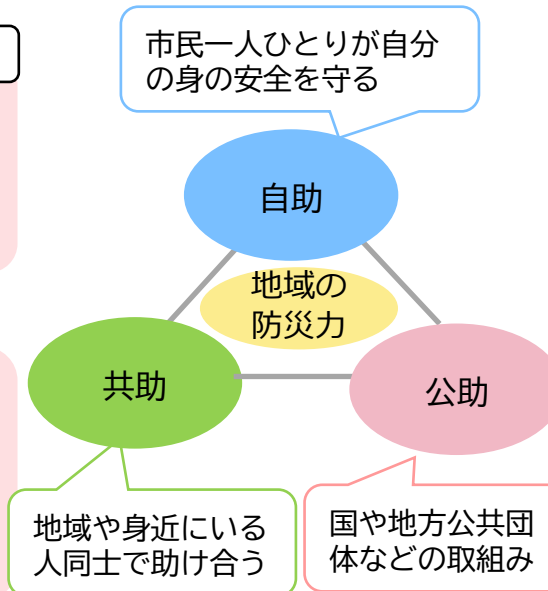 市民一人ひとりが自分
の身の安全を守る
自助
地域の
防災力
共助
公助
地域や身近にいる
人同士で助け合う
国や地方公共団
体などの取組み